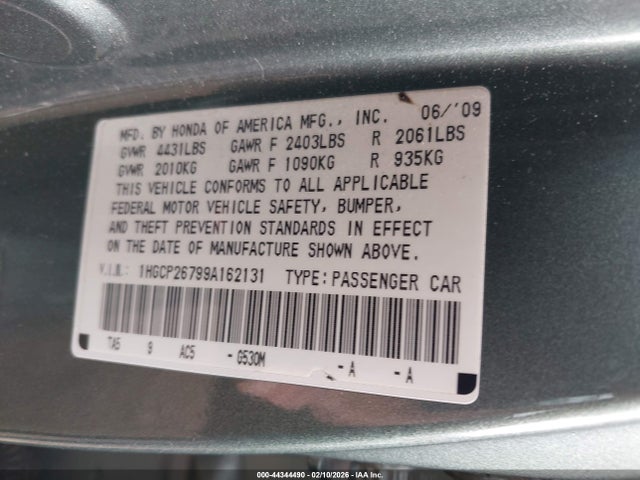 MFD. BY HONDA OF AMERICA MFG., INC. 06/'09
GVWR 4431LBS GAWR F 2403LBS R 2061LBS
GVWR 2010KG GAWR F 1090KG R 935KG
THIS VEHICLE CONFORMS TO ALL APPLICABLE
FEDERAL MOTOR VEHICLE SAFETY, BUMPER,
AND THEFT PREVENTION STANDARDS IN EFFECT
ON THE DATE OF MANUFACTURE SHOWN ABOVE.
V.I.N.: 1HGCP26799A162131 TYPE:PASSENGER CAR
TA5 9 AC5 -G530M -A -A
000-44344490 - 02/10/2026 - IAA Inc.